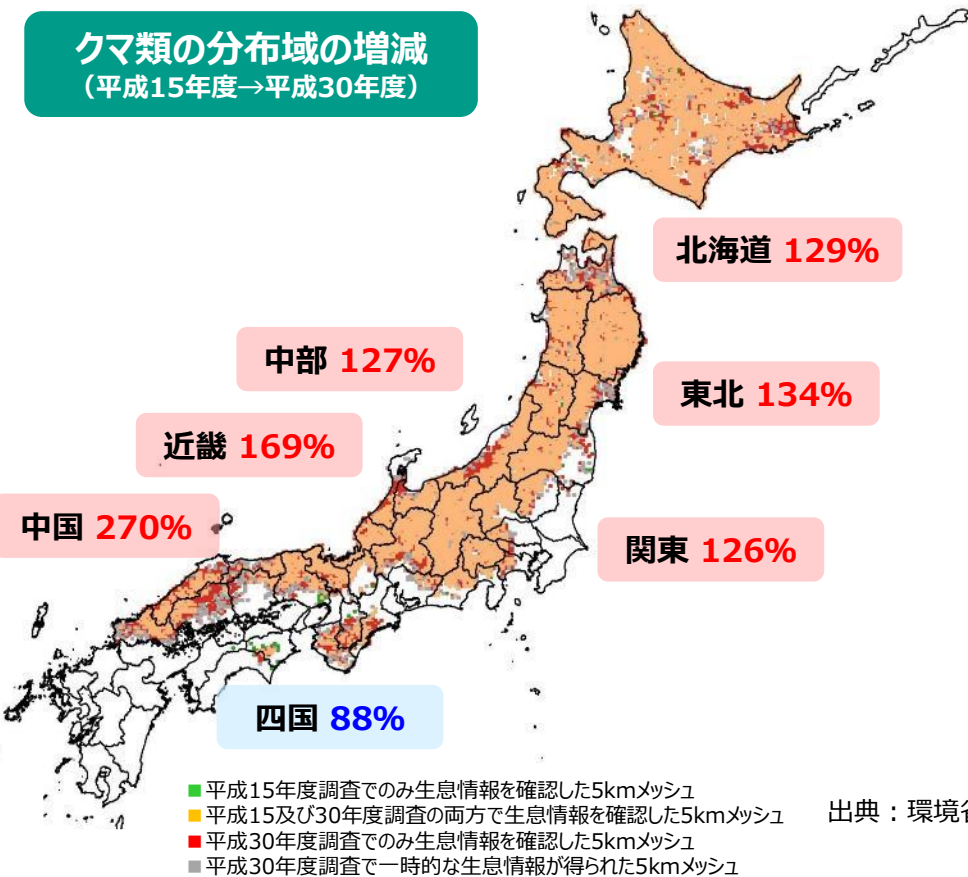 クマ類の分布域の増減
（平成15年度→平成30年度）
北海道 129%
中部 127%
東北 134%
近畿 169%
中国 270%
関東 126%
四国 88%
平成15年度調査でのみ生息情報を確認した5kmメッシュ
平成15及び30年度調査の両方で生息情報を確認した5kmメッシュ
出典：環境省
平成30年度調査でのみ生息情報を確認した5kmメッシュ
平成30年度調査で一時的な生息情報が得られた5kmメッシュ